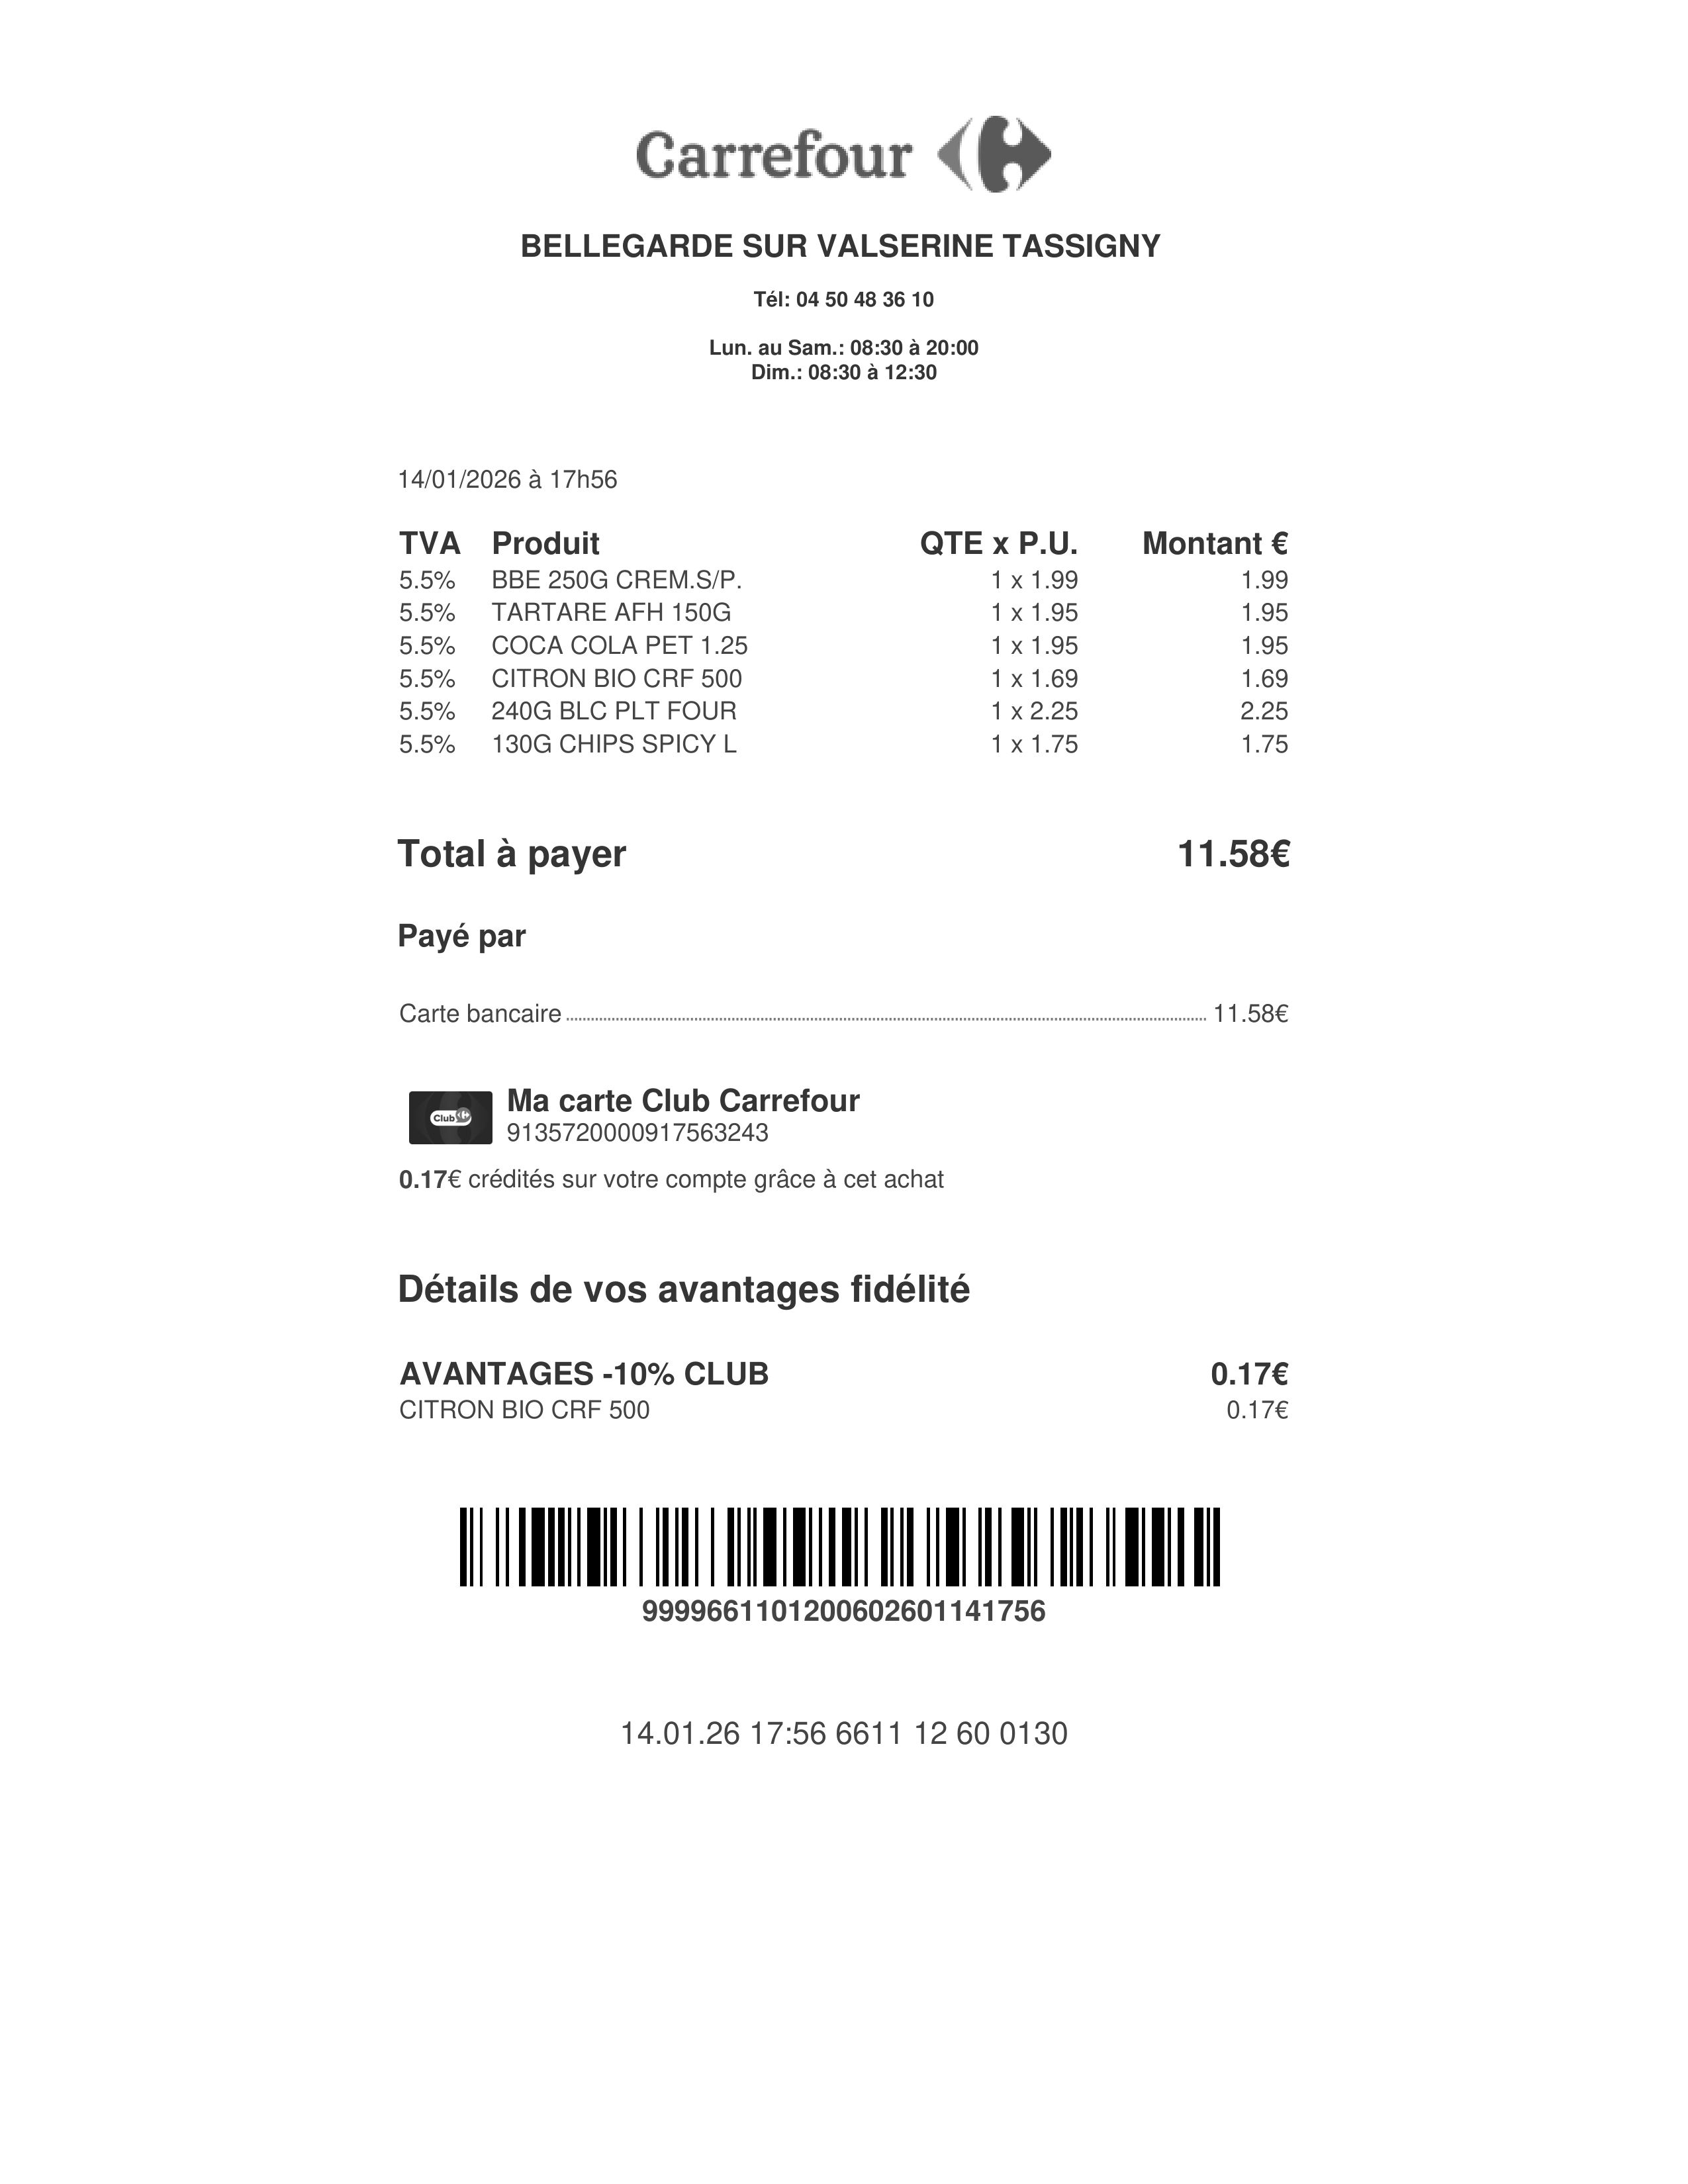 Carrefour
BELLEGARDE SUR VALSERINE TASSIGNY
Tél: 04 50 48 36 10
Lun. au Sam.: 08:30 à 20:00
Dim.: 08:30 à 12:30
14/01/2026 à 17h56
TVA Produit QTE x P.U. Montant €
5.5% BBE 250G CREM.S/P. 1 x 1.99 1.99
5.5% TARTARE AFH 150G 1 x 1.95 1.95
5.5% COCA COLA PET 1.25 1 x 1.95 1.95
5.5% CITRON BIO CRF 500 1 x 1.69 1.69
5.5% 240G BLC PLT FOUR 1 x 2.25 2.25
5.5% 130G CHIPS SPICY L 1 x 1.75 1.75
Total à payer 11.58€
Payé par
Carte bancaire 11.58€
Club
Ma carte Club Carrefour
9135720000917563243
0.17€ crédités sur votre compte grâce à cet achat
Détails de vos avantages fidélité
AVANTAGES -10% CLUB 0.17€
CITRON BIO CRF 500 0.17€
9999661101200602601141756
14.01.26 17:56 6611 12 60 0130